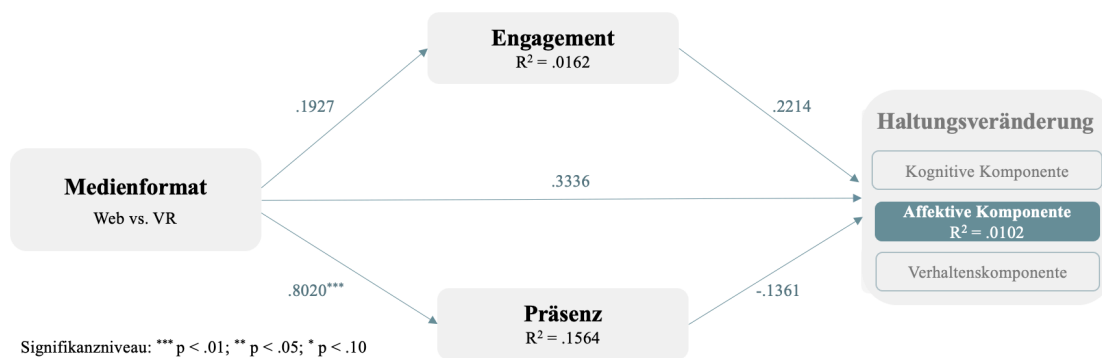 Engagement
R² = .0162
.1927
.2214
Haltungsveränderung
Kognitive Komponente
Medienformat
Web vs. VR
.3336
Affektive Komponente
R² = .0102
Verhaltenskomponente
.8020***
-.1361
Präsenz
R² = .1564
Signifikanzniveau: *** p < .01; ** p < .05; * p < .10